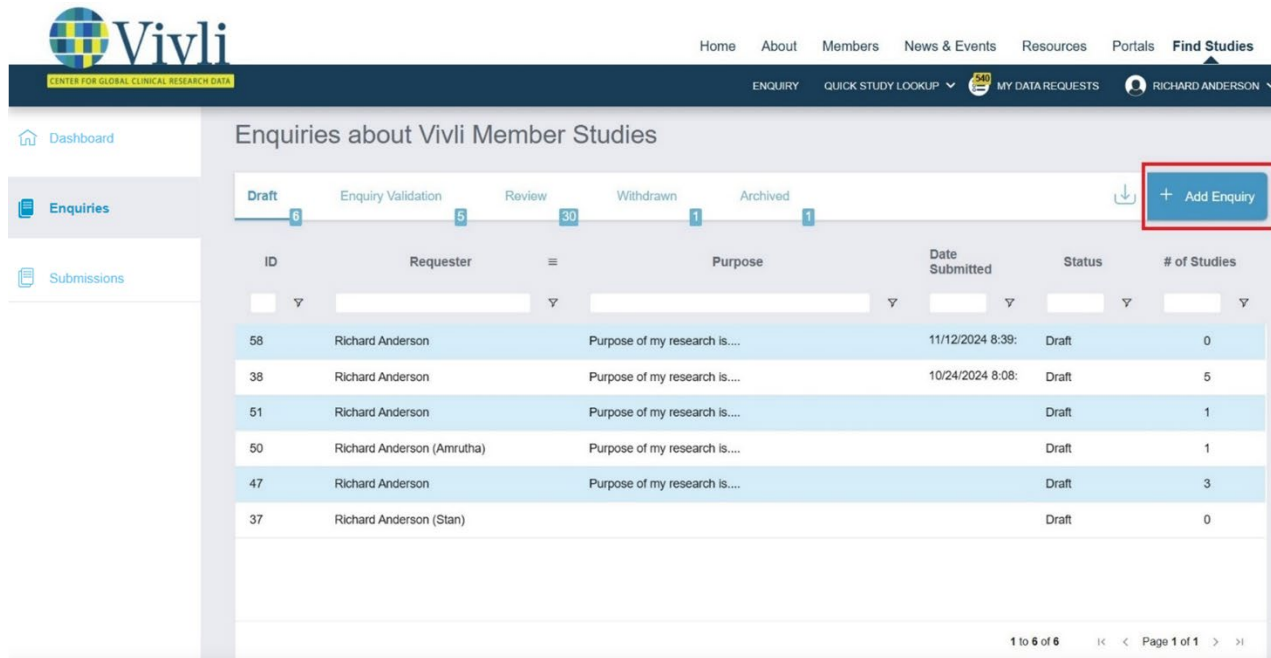 Vivli
CENTER FOR GLOBAL CLINICAL RESEARCH DATA
Home About Members News & Events Resources Portals Find Studies
ENQUIRY QUICK STUDY LOOKUP 540 MY DATA REQUESTS RICHARD ANDERSON
Dashboard
Enquiries
Submissions
Enquiries about Vivli Member Studies
Draft 6 Enquiry Validation 5 Review 30 Withdrawn 1 Archived 1 + Add Enquiry
ID Requester Purpose Date Submitted Status # of Studies
58 Richard Anderson Purpose of my research is.... 11/12/2024 8:39: Draft 0
38 Richard Anderson Purpose of my research is.... 10/24/2024 8:08: Draft 5
51 Richard Anderson Purpose of my research is.... Draft 1
50 Richard Anderson (Amrutha) Purpose of my research is.... Draft 1
47 Richard Anderson Purpose of my research is.... Draft 3
37 Richard Anderson (Stan) Draft 0
1 to 6 of 6 Page 1 of 1